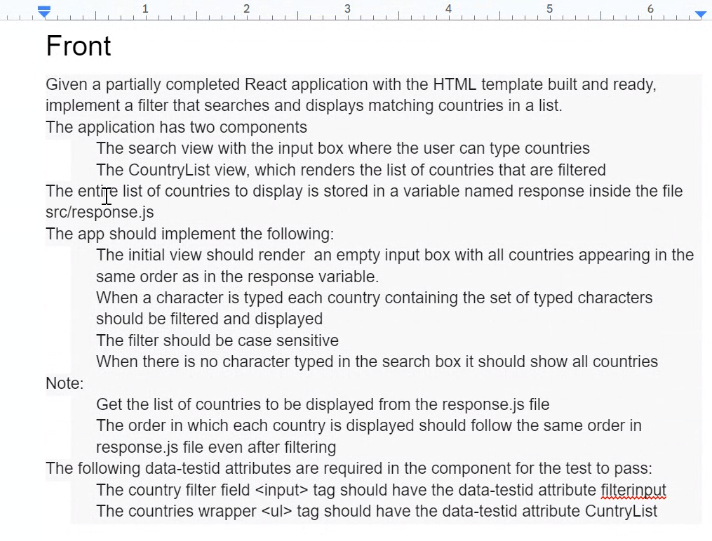 1 2 3 4 5 6
Front
Given a partially completed React application with the HTML template built and ready,
implement a filter that searches and displays matching countries in a list.
The application has two components
The search view with the input box where the user can type countries
The CountryList view, which renders the list of countries that are filtered
The entire list of countries to display is stored in a variable named response inside the file
src/response.js
The app should implement the following:
The initial view should render an empty input box with all countries appearing in the
same order as in the response variable.
When a character is typed each country containing the set of typed characters
should be filtered and displayed
The filter should be case sensitive
When there is no character typed in the search box it should show all countries
Note:
Get the list of countries to be displayed from the response.js file
The order in which each country is displayed should follow the same order in
response.js file even after filtering
The following data-testid attributes are required in the component for the test to pass:
The country filter field <input> tag should have the data-testid attribute filterinput
The countries wrapper <ul> tag should have the data-testid attribute CuntryList